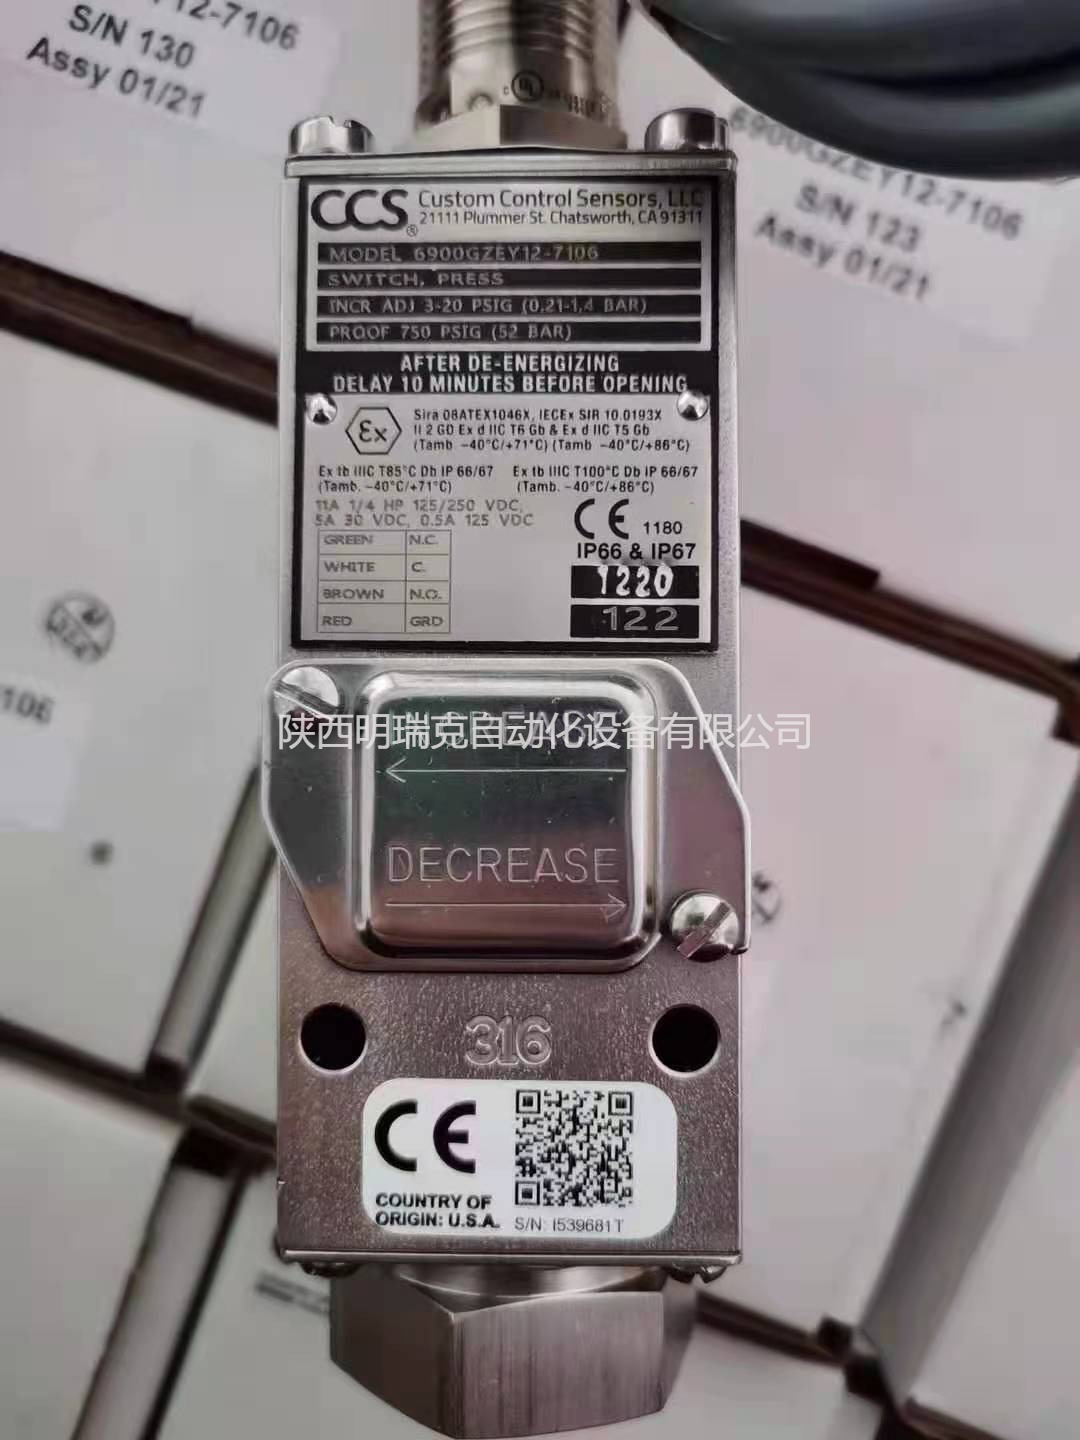 12-7106
S/N 130
Assy 01/21
6900GZEY12-7106
S/N 123
Assy 01/21
CCS® Custom Control Sensors, LLC
21111 Plummer St. Chatsworth, CA 91311
MODEL 6900GZEY12-7106
SWITCH, PRESS
INCR ADJ 3-20 PSIG (0,21-1,4 BAR)
PROOF 750 PSIG (52 BAR)
AFTER DE-ENERGIZING
DELAY 10 MINUTES BEFORE OPENING
Ex
Sira 08ATEX1046X, IECEx SIR 10.0193X
II 2 GD Ex d IIC T6 Gb & Ex d IIC T5 Gb
(Tamb -40°C/+71°C) (Tamb -40°C/+86°C)
Ex tb IIIC T85°C Db IP 66/67 Ex tb IIIC T100°C Db IP 66/67
(Tamb. -40°C/+71°C) (Tamb. -40°C/+86°C)
11A 1/4 HP 125/250 VDC,
5A 30 VDC, 0.5A 125 VDC
CE 1180
IP66 & IP67
GREEN N.C.
WHITE C.
BROWN N.O.
RED GRD
1220
122
INCREASE
陕西明瑞克自动化设备有限公司
DECREASE
316
CE
COUNTRY OF
ORIGIN: U.S.A.
S/N: I539681T
106